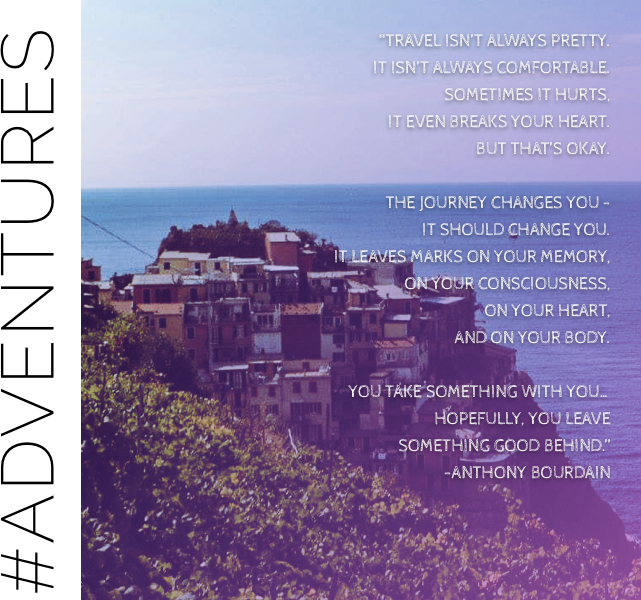 #ADVENTURES
"TRAVEL ISN'T ALWAYS PRETTY.
IT ISN'T ALWAYS COMFORTABLE.
SOMETIMES IT HURTS,
IT EVEN BREAKS YOUR HEART.
BUT THAT'S OKAY.
THE JOURNEY CHANGES YOU -
IT SHOULD CHANGE YOU.
IT LEAVES MARKS ON YOUR MEMORY,
ON YOUR CONSCIOUSNESS,
ON YOUR HEART,
AND ON YOUR BODY.
YOU TAKE SOMETHING WITH YOU...
HOPEFULLY, YOU LEAVE
SOMETHING GOOD BEHIND."
-ANTHONY BOURDAIN